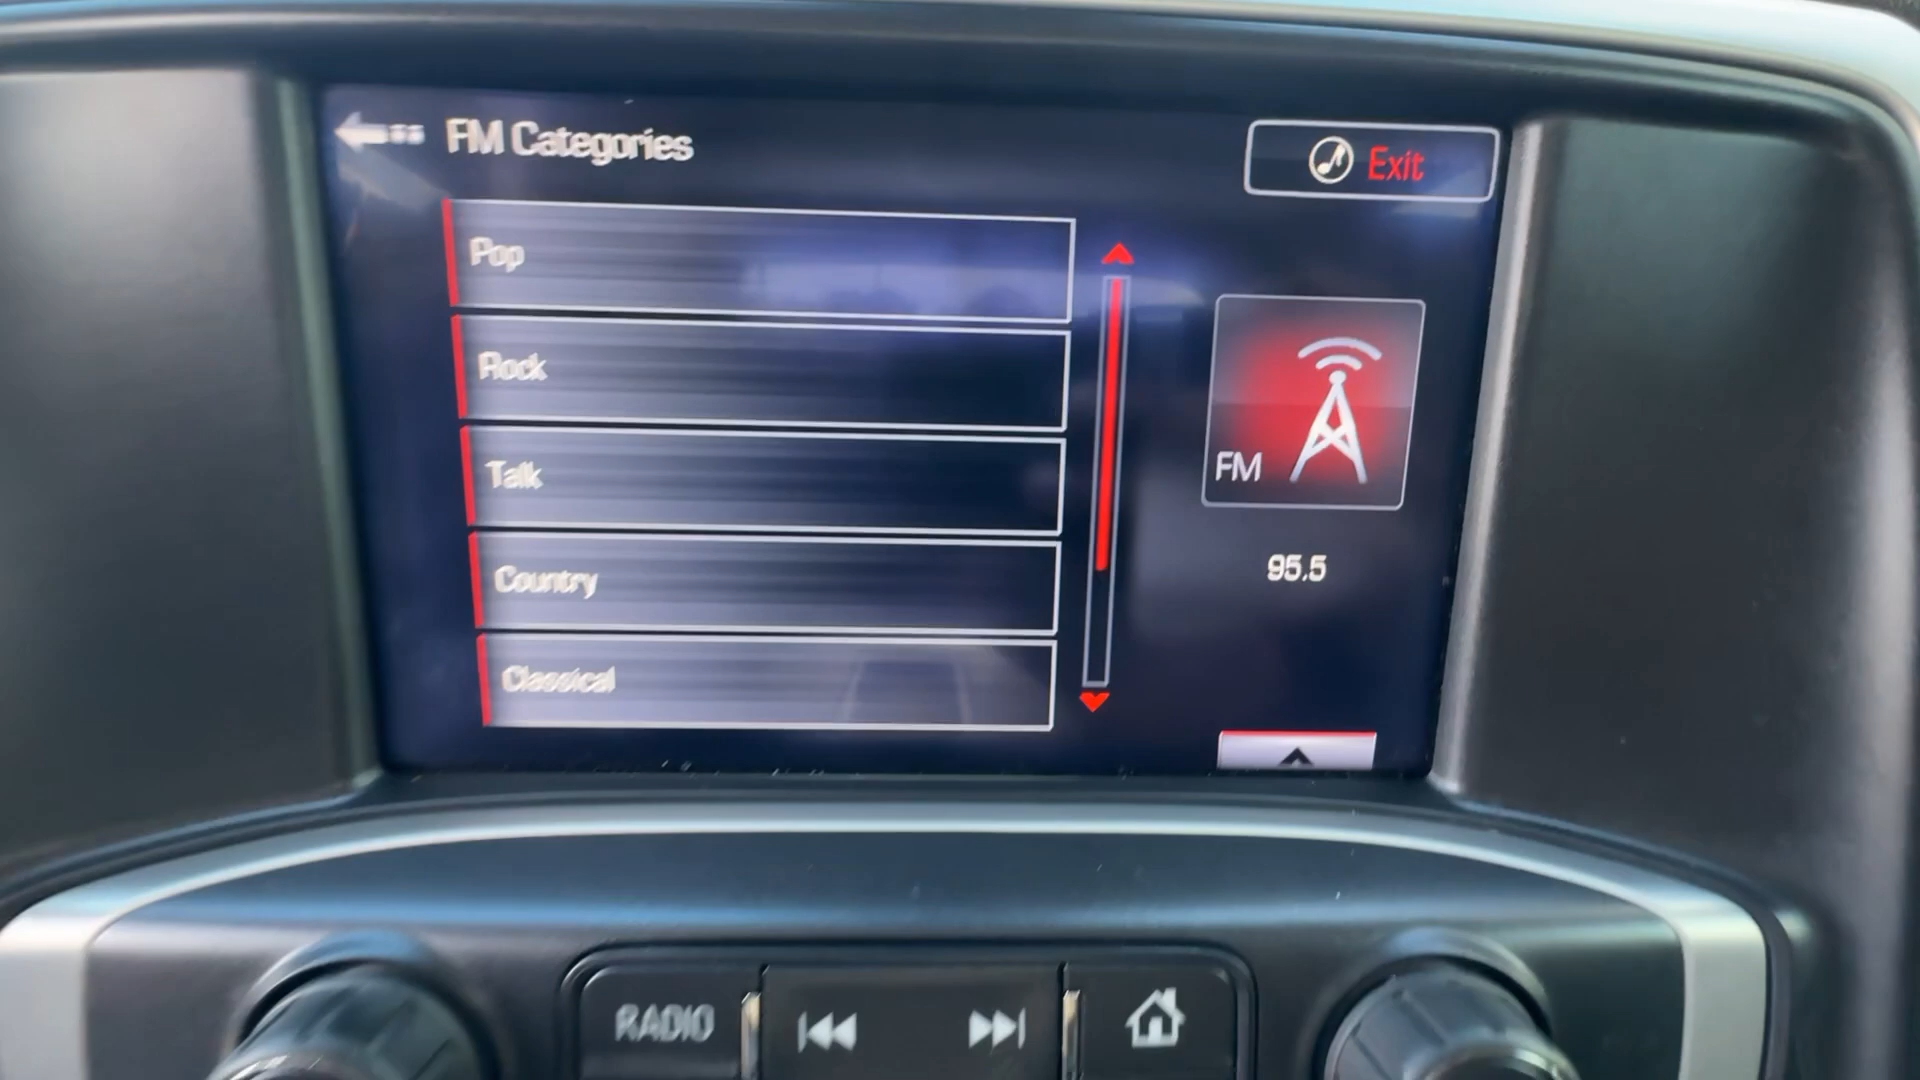 FM Categories
Exit
Pop
Rock
Talk
Country
Classical
FM
95.5
RADIO